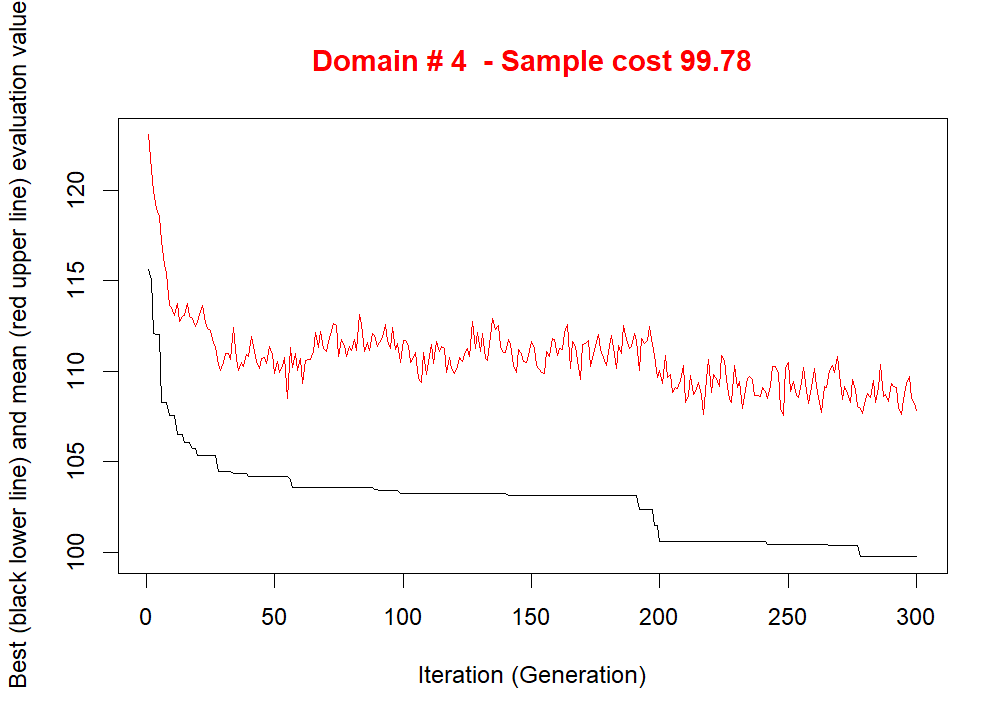 Domain # 4  - Sample cost 99.78
Best (black lower line) and mean (red upper line) evaluation value
120
115
110
105
100
0 50 100 150 200 250 300
Iteration (Generation)